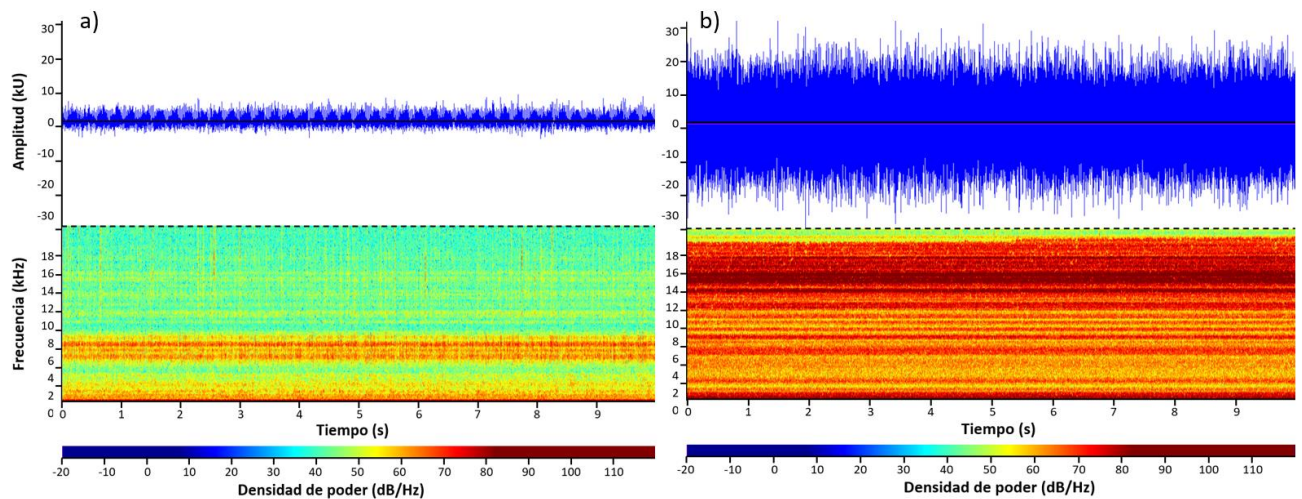 a)
Amplitud (kU)
30
20
10
0
-10
-20
-30
Frecuencia (kHz)
18
16
14
12
10
8
6
4
2
0
0 1 2 3 4 5 6 7 8 9
Tiempo (s)
-20 -10 0 10 20 30 40 50 60 70 80 90 100 110
Densidad de poder (dB/Hz)
b)
30
20
10
0
-10
-20
-30
18
16
14
12
10
8
6
4
2
0
0 1 2 3 4 5 6 7 8 9
Tiempo (s)
-20 -10 0 10 20 30 40 50 60 70 80 90 100 110
Densidad de poder (dB/Hz)